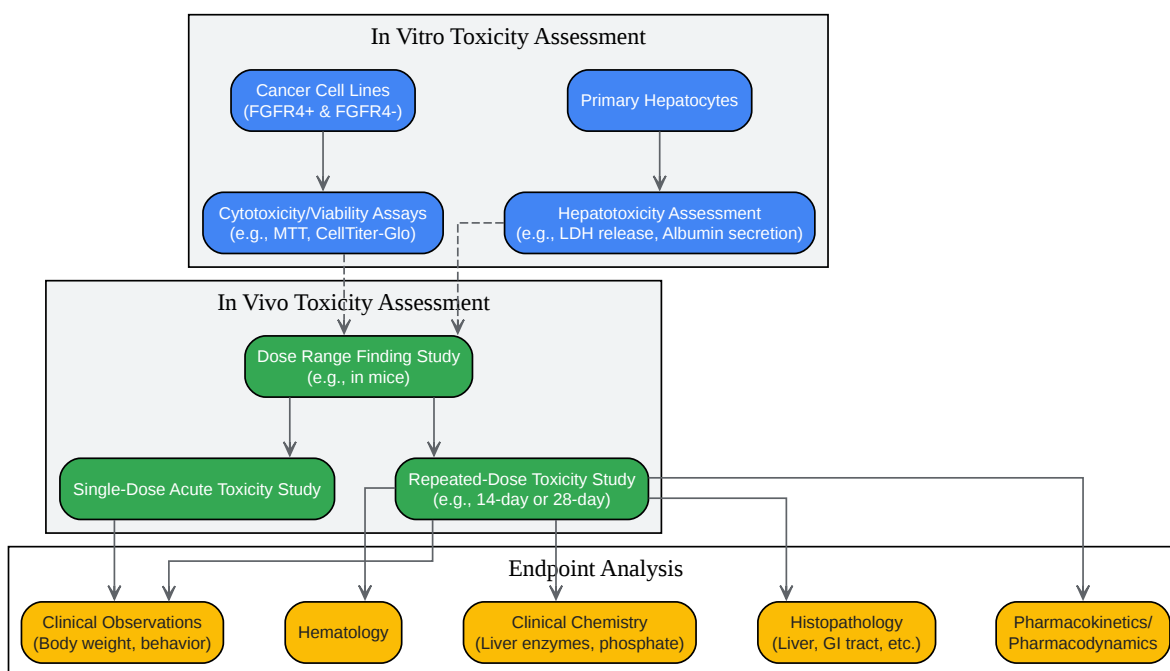 In Vitro Toxicity Assessment
Cancer Cell Lines
(FGFR4+ & FGFR4-)
Primary Hepatocytes
Cytotoxicity/Viability Assays
(e.g., MTT, CellTiter-Glo)
Hepatotoxicity Assessment
(e.g., LDH release, Albumin secretion)
In Vivo Toxicity Assessment
Dose Range Finding Study
(e.g., in mice)
Single-Dose Acute Toxicity Study
Repeated-Dose Toxicity Study
(e.g., 14-day or 28-day)
Endpoint Analysis
Clinical Observations
(Body weight, behavior)
Hematology
Clinical Chemistry
(Liver enzymes, phosphate)
Histopathology
(Liver, GI tract, etc.)
Pharmacokinetics/
Pharmacodynamics